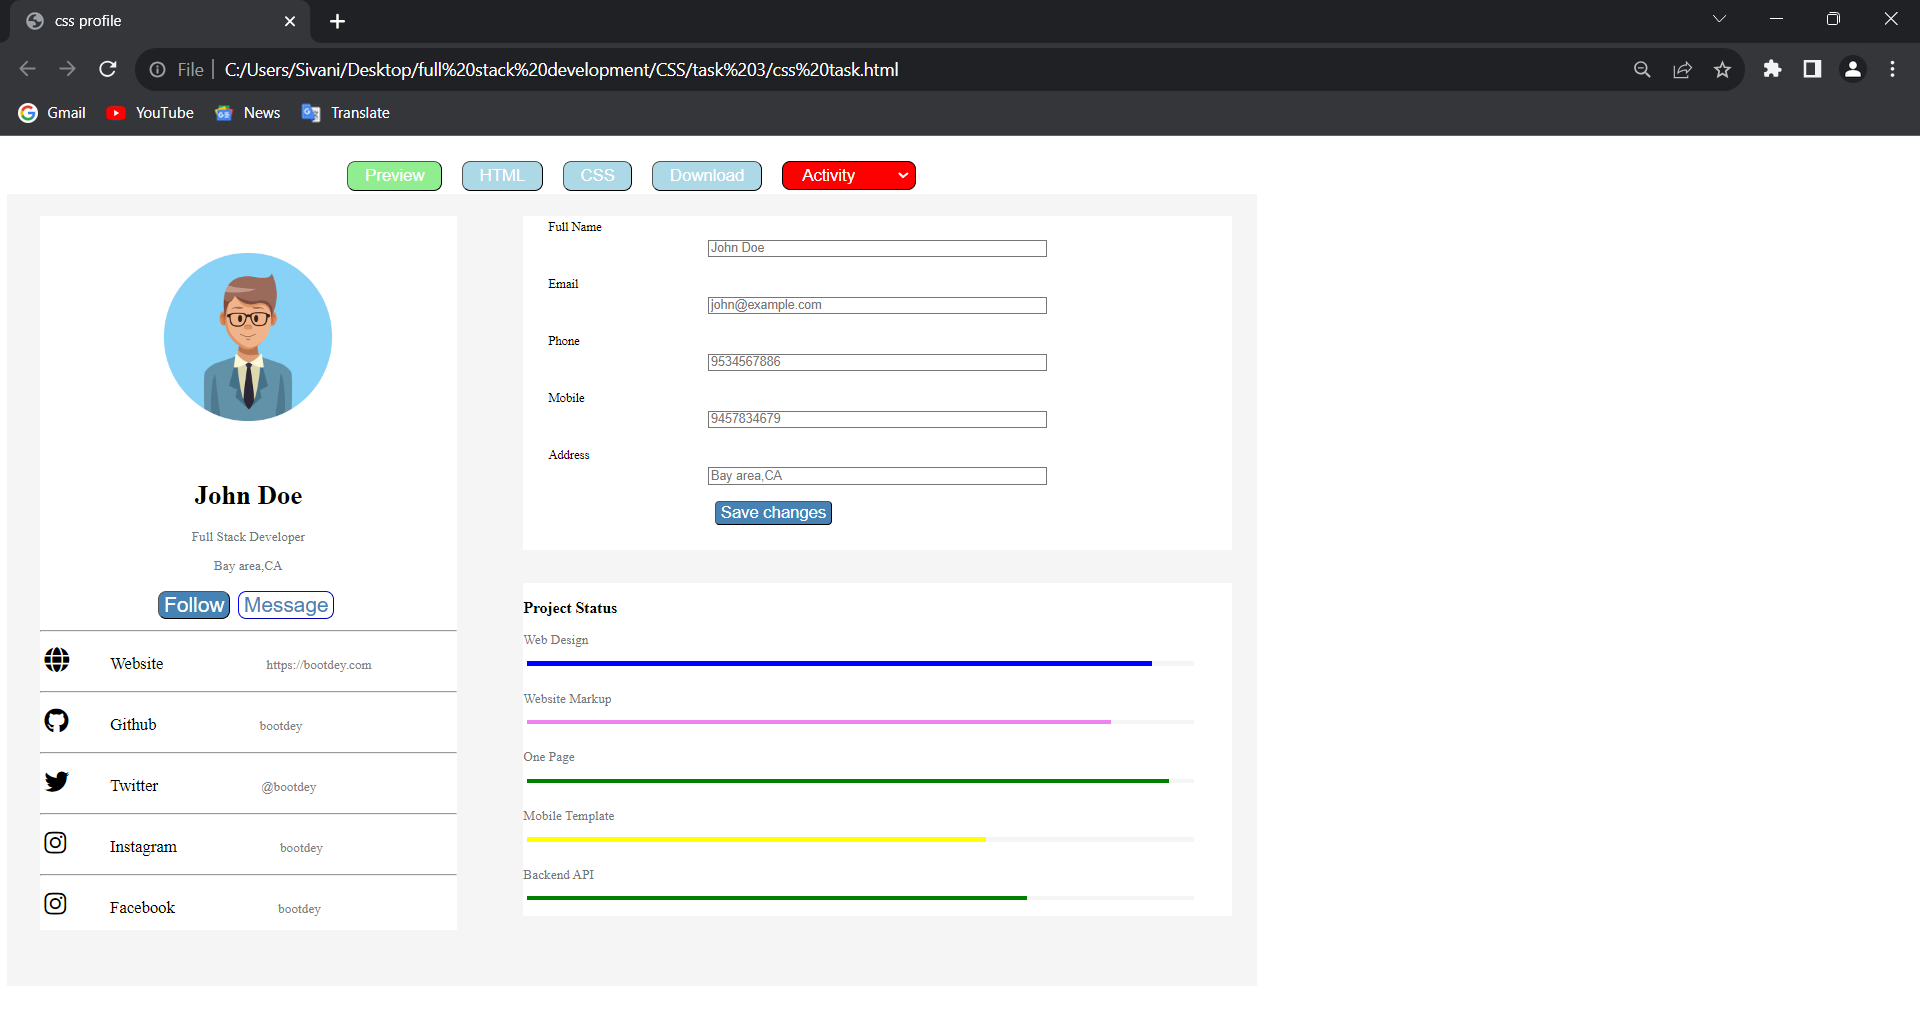 css profile
File
C:/Users/Sivani/Desktop/full%20stack%20development/CSS/task%203/css%20task.html
Gmail YouTube News Translate
Preview HTML CSS Download Activity
John Doe
Full Stack Developer
Bay area,CA
Follow Message
Website https://bootdey.com
Github bootdey
Twitter @bootdey
Instagram bootdey
Facebook bootdey
Full Name
John Doe
Email
john@example.com
Phone
9534567886
Mobile
9457834679
Address
Bay area,CA
Save changes
Project Status
Web Design
Website Markup
One Page
Mobile Template
Backend API